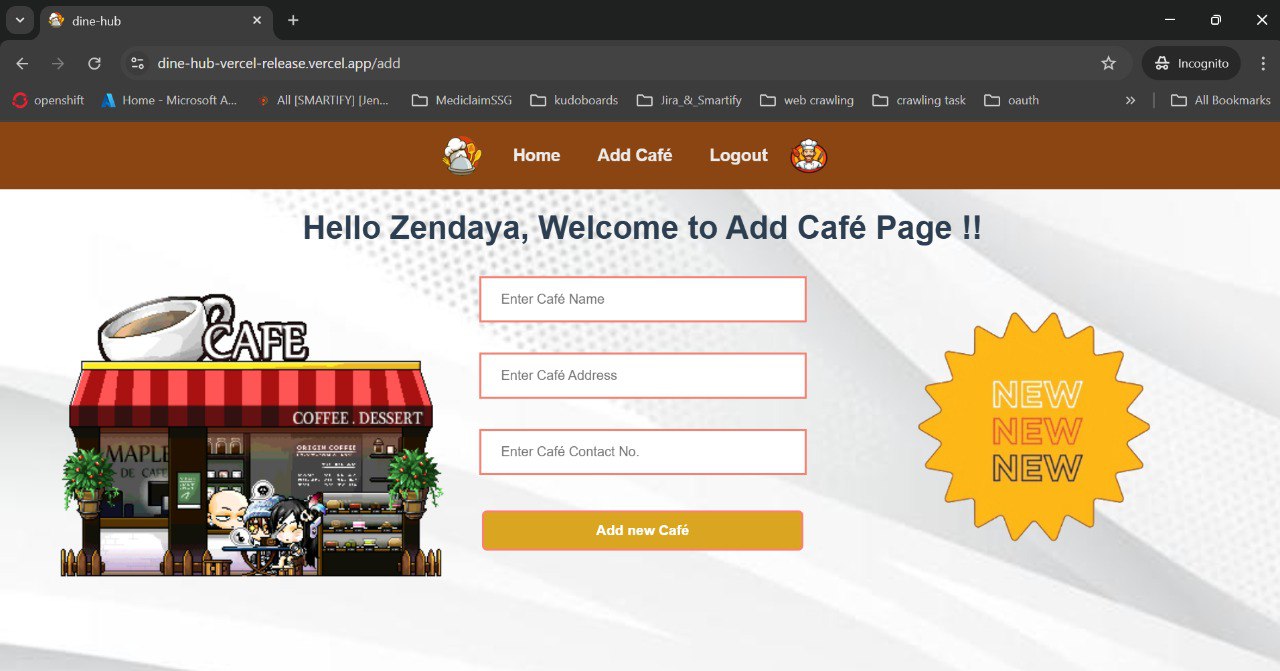 dine-hub
dine-hub-vercel-release.vercel.app/add
Incognito
openshift
Home - Microsoft A...
All [SMARTIFY] [Jen...
MediclaimSSG
kudoboards
Jira_&_Smartify
web crawling
crawling task
oauth
All Bookmarks
Home
Add Café
Logout
Hello Zendaya, Welcome to Add Café Page !!
Enter Café Name
Enter Café Address
Enter Café Contact No.
Add new Café
CAFE
COFFEE . DESSERT
MAPLE
DE CAFE
ORIGIN COFFEE
NEW
NEW
NEW